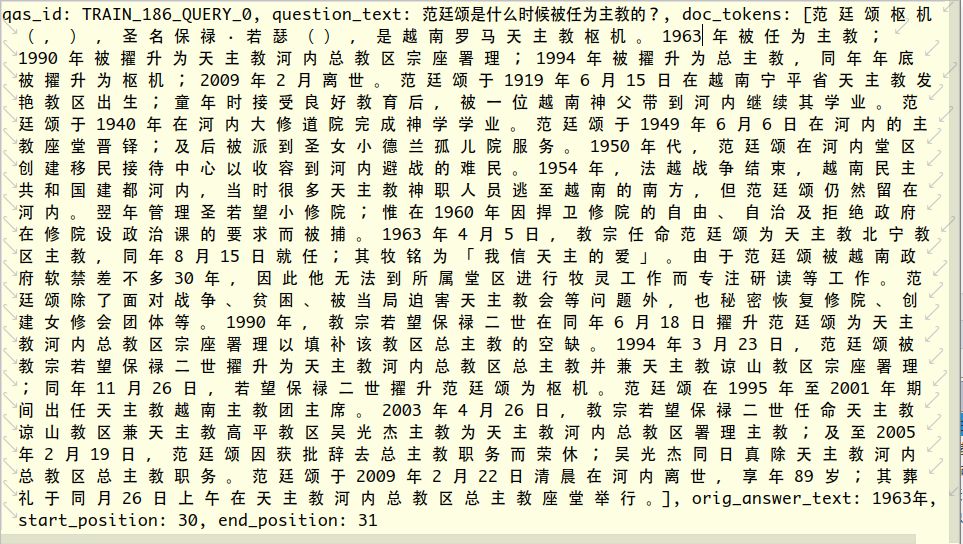 qas_id: TRAIN_186_QUERY_0, question_text: 范廷颂是什么时候被任为主教的？, doc_tokens: [范 廷 颂 枢 机
（ , ） , 圣 名 保 禄 · 若 瑟 （ ） , 是 越 南 罗 马 天 主 教 枢 机 。 1963 年 被 任 为 主 教 ；
1990 年 被 擢 升 为 天 主 教 河 内 总 教 区 宗 座 署 理 ； 1994 年 被 擢 升 为 总 主 教 , 同 年 年 底
被 擢 升 为 枢 机 ； 2009 年 2 月 离 世 。 范 廷 颂 于 1919 年 6 月 15 日 在 越 南 宁 平 省 天 主 教 发
艳 教 区 出 生 ； 童 年 时 接 受 良 好 教 育 后 , 被 一 位 越 南 神 父 带 到 河 内 继 续 其 学 业 。 范
廷 颂 于 1940 年 在 河 内 大 修 道 院 完 成 神 学 学 业 。 范 廷 颂 于 1949 年 6 月 6 日 在 河 内 的 主
教 座 堂 晋 铎 ； 及 后 被 派 到 圣 女 小 德 兰 孤 儿 院 服 务 。 1950 年 代 , 范 廷 颂 在 河 内 堂 区
创 建 移 民 接 待 中 心 以 收 容 到 河 内 避 战 的 难 民 。 1954 年 , 法 越 战 争 结 束 , 越 南 民 主
共 和 国 建 都 河 内 , 当 时 很 多 天 主 教 神 职 人 员 逃 至 越 南 的 南 方 , 但 范 廷 颂 仍 然 留 在
河 内 。 翌 年 管 理 圣 若 望 小 修 院 ； 惟 在 1960 年 因 捍 卫 修 院 的 自 由 、 自 治 及 拒 绝 政 府
在 修 院 设 政 治 课 的 要 求 而 被 捕 。 1963 年 4 月 5 日 , 教 宗 任 命 范 廷 颂 为 天 主 教 北 宁 教
区 主 教 , 同 年 8 月 15 日 就 任 ； 其 牧 铭 为 「 我 信 天 主 的 爱 」 。 由 于 范 廷 颂 被 越 南 政
府 软 禁 差 不 多 30 年 , 因 此 他 无 法 到 所 属 堂 区 进 行 牧 灵 工 作 而 专 注 研 读 等 工 作 。 范
廷 颂 除 了 面 对 战 争 、 贫 困 、 被 当 局 迫 害 天 主 教 会 等 问 题 外 , 也 秘 密 恢 复 修 院 、 创
建 女 修 会 团 体 等 。 1990 年 , 教 宗 若 望 保 禄 二 世 在 同 年 6 月 18 日 擢 升 范 廷 颂 为 天 主
教 河 内 总 教 区 宗 座 署 理 以 填 补 该 教 区 总 主 教 的 空 缺 。 1994 年 3 月 23 日 , 范 廷 颂 被
教 宗 若 望 保 禄 二 世 擢 升 为 天 主 教 河 内 总 教 区 总 主 教 并 兼 天 主 教 谅 山 教 区 宗 座 署 理
； 同 年 11 月 26 日 , 若 望 保 禄 二 世 擢 升 范 廷 颂 为 枢 机 。 范 廷 颂 在 1995 年 至 2001 年 期
间 出 任 天 主 教 越 南 主 教 团 主 席 。 2003 年 4 月 26 日 , 教 宗 若 望 保 禄 二 世 任 命 天 主 教
谅 山 教 区 兼 天 主 教 高 平 教 区 吴 光 杰 主 教 为 天 主 教 河 内 总 教 区 署 理 主 教 ； 及 至 2005
年 2 月 19 日 , 范 廷 颂 因 获 批 辞 去 总 主 教 职 务 而 荣 休 ； 吴 光 杰 同 日 真 除 天 主 教 河 内
总 教 区 总 主 教 职 务 。 范 廷 颂 于 2009 年 2 月 22 日 清 晨 在 河 内 离 世 , 享 年 89 岁 ； 其 葬
礼 于 同 月 26 日 上 午 在 天 主 教 河 内 总 教 区 总 主 教 座 堂 举 行 。], orig_answer_text: 1963年,
start_position: 30, end_position: 31